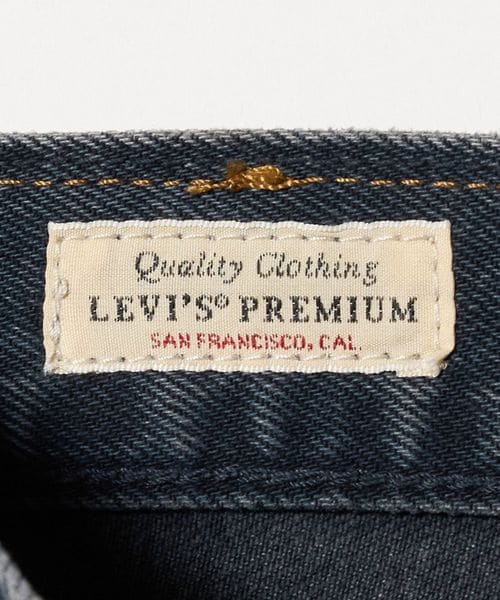 Quality Clothing
LEVI'S® PREMIUM
SAN FRANCISCO, CAL.